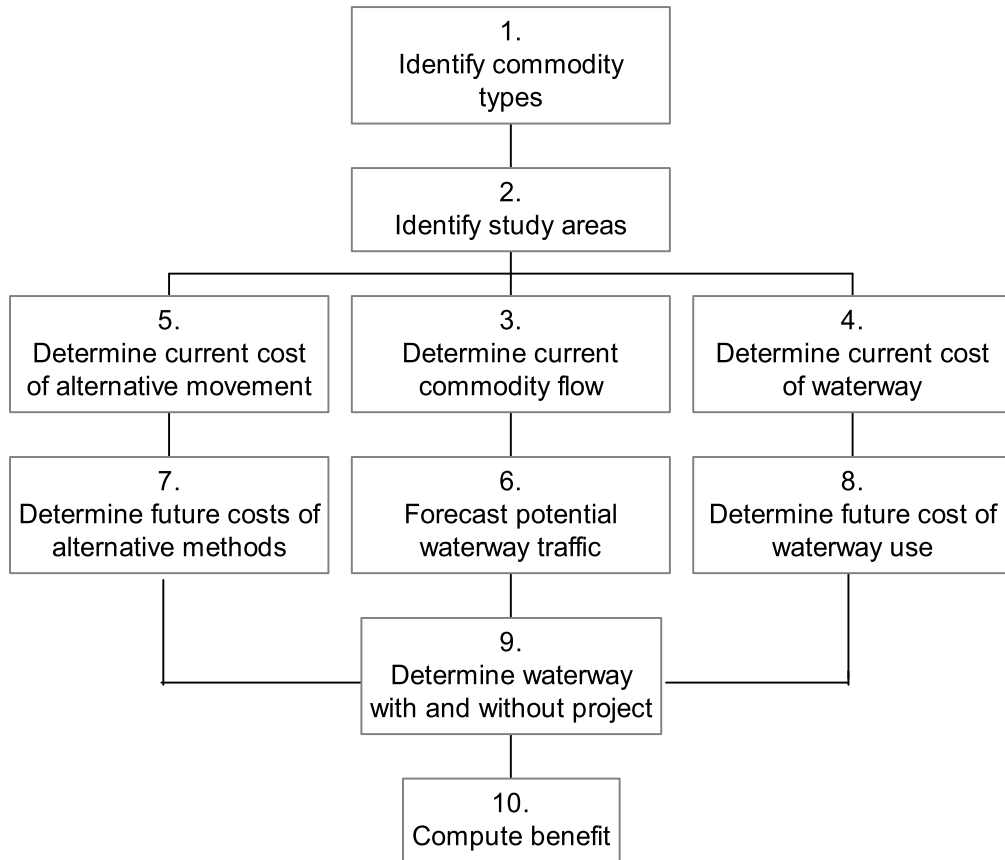 1.
Identify commodity
types
2.
Identify study areas
5.
Determine current cost
of alternative movement
3.
Determine current
commodity flow
4.
Determine current cost
of waterway
7.
Determine future costs of
alternative methods
6.
Forecast potential
waterway traffic
8.
Determine future cost of
waterway use
9.
Determine waterway
with and without project
10.
Compute benefit